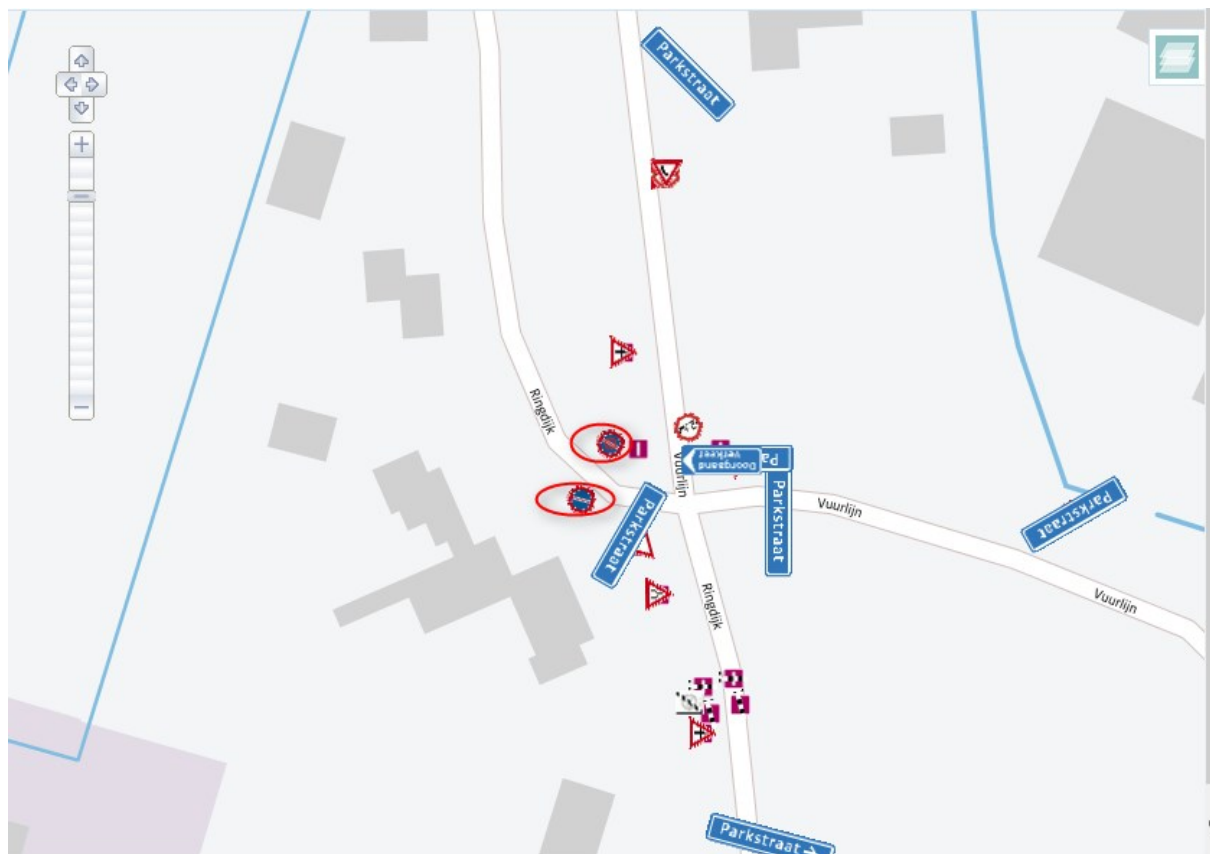 Parkstraat
Ringdijk
Vuurlijn
Doorgaand
verkeer
Pa
Parkstraat
Parkstraat
Vuurlijn
Parkstraat
Ringdijk
Vuurlijn
Parkstraat →